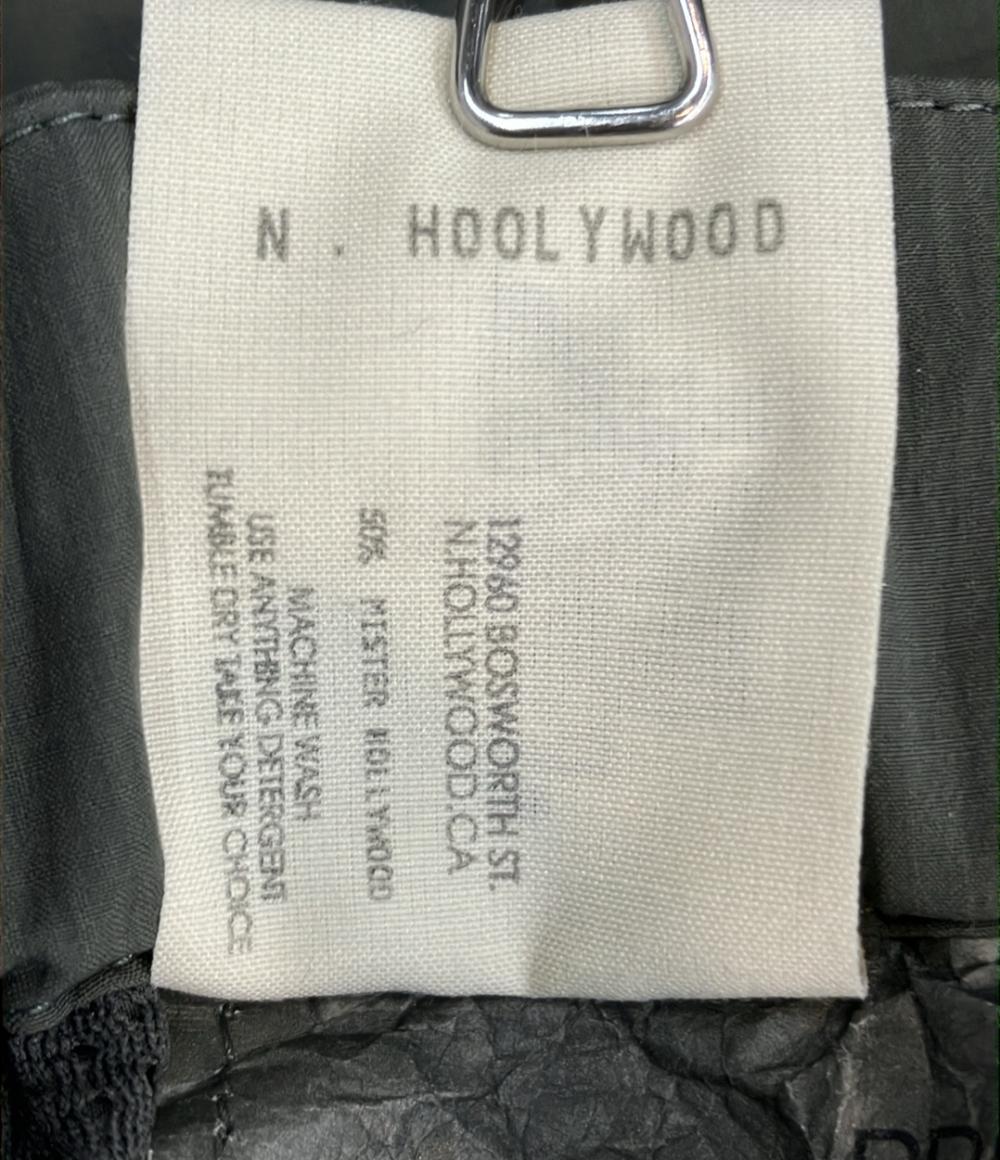 N. HOOLYWOOD
12960 BOSWORTH ST.
N.HOLLYWOOD.CA
50% MISTER HOLLYWOOD
MACHINE WASH
USE ANYTHING DETERGENT
TUMBLE DRY TAKE YOUR CHOICE